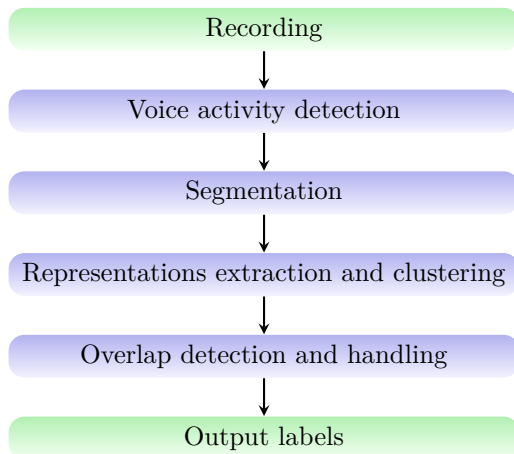 Recording
Voice activity detection
Segmentation
Representations extraction and clustering
Overlap detection and handling
Output labels